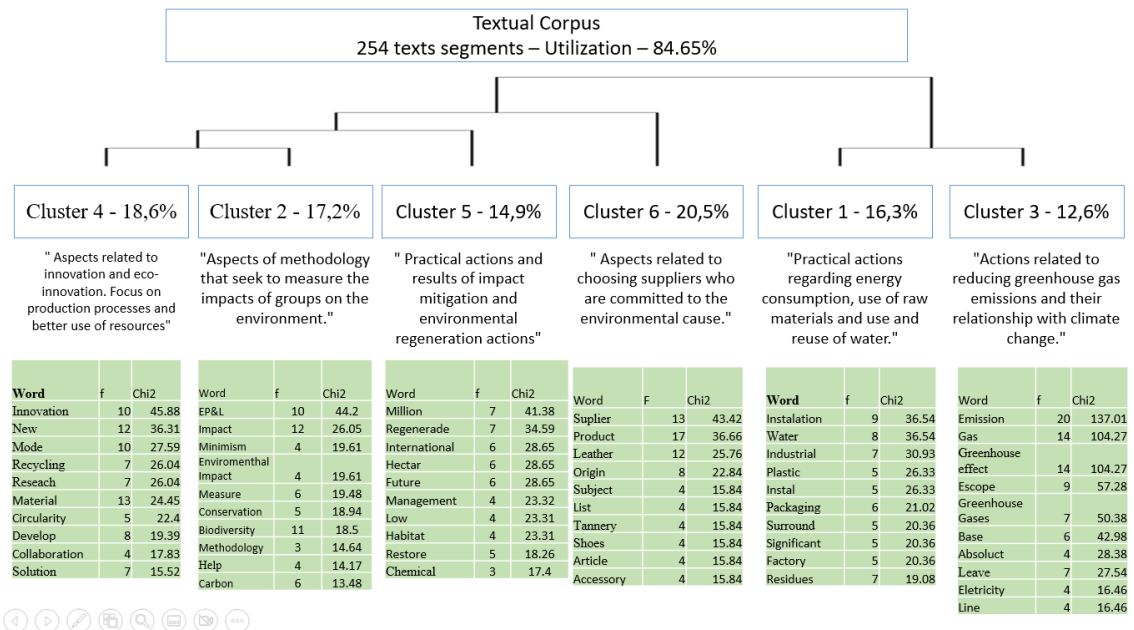 Textual Corpus
254 texts segments – Utilization – 84.65%
Cluster 4 - 18,6%
" Aspects related to
innovation and eco-
innovation. Focus on
production processes and
better use of resources"
Word f Chi2
Innovation 10 45.88
New 12 36.31
Mode 10 27.59
Recycling 7 26.04
Reseach 7 26.04
Material 13 24.45
Circularity 5 22.4
Develop 8 19.39
Collaboration 4 17.83
Solution 7 15.52
Cluster 2 - 17,2%
"Aspects of methodology
that seek to measure the
impacts of groups on the
environment."
Word f Chi2
EP&L 10 44.2
Impact 12 26.05
Minimism 4 19.61
Enviromenthal
Impact 4 19.61
Measure 6 19.48
Conservation 5 18.94
Biodiversity 11 18.5
Methodology 3 14.64
Help 4 14.17
Carbon 6 13.48
Cluster 5 - 14,9%
" Practical actions and
results of impact
mitigation and
environmental
regeneration actions"
Word f Chi2
Million 7 41.38
Regenerade 7 34.59
International 6 28.65
Hectar 6 28.65
Future 6 28.65
Management 4 23.32
Low 4 23.31
Habitat 4 23.31
Restore 5 18.26
Chemical 3 17.4
Cluster 6 - 20,5%
" Aspects related to
choosing suppliers who
are committed to the
environmental cause."
Word F Chi2
Suplier 13 43.42
Product 17 36.66
Leather 12 25.76
Origin 8 22.84
Subject 4 15.84
List 4 15.84
Tannery 4 15.84
Shoes 4 15.84
Article 4 15.84
Accessory 4 15.84
Cluster 1 - 16,3%
"Practical actions
regarding energy
consumption, use of raw
materials and use and
reuse of water."
Word f Chi2
Instalation 9 36.54
Water 8 36.54
Industrial 7 30.93
Plastic 5 26.33
Instal 5 26.33
Packaging 6 21.02
Surround 5 20.36
Significant 5 20.36
Factory 5 20.36
Residues 7 19.08
Cluster 3 - 12,6%
"Actions related to
reducing greenhouse gas
emissions and their
relationship with climate
change."
Word f Chi2
Emission 20 137.01
Gas 14 104.27
Greenhouse
effect 14 104.27
Escope 9 57.28
Greenhouse
Gases 7 50.38
Base 6 42.98
Absoluct 4 28.38
Leave 7 27.54
Eletricity 4 16.46
Line 4 16.46